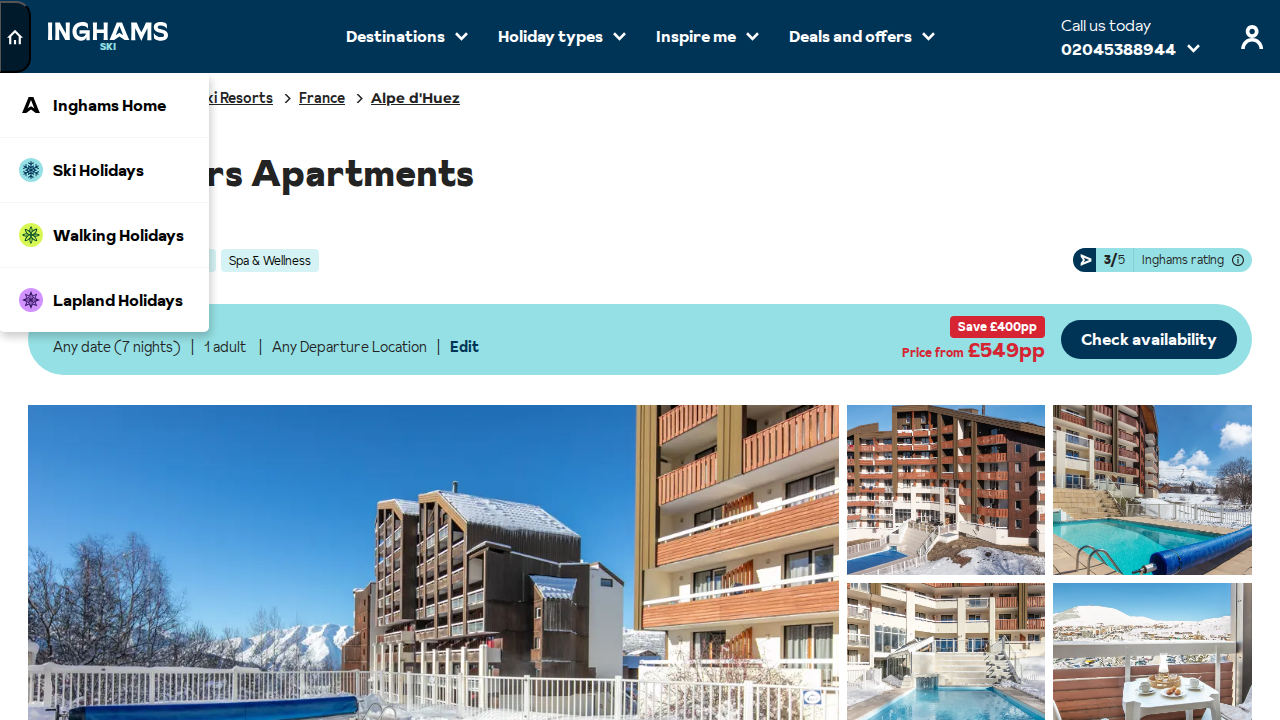 INGHAMS
SKI
Destinations
Holiday types
Inspire me
Deals and offers
Call us today
02045388944
Inghams Home
Ski Holidays
Walking Holidays
Lapland Holidays
Resorts
France
Alpe d'Huez
Apartments
Spa & Wellness
3/5
Inghams rating
Save £400pp
Any date (7 nights) | 1 adult | Any Departure Location | Edit
Price from £549pp
Check availability